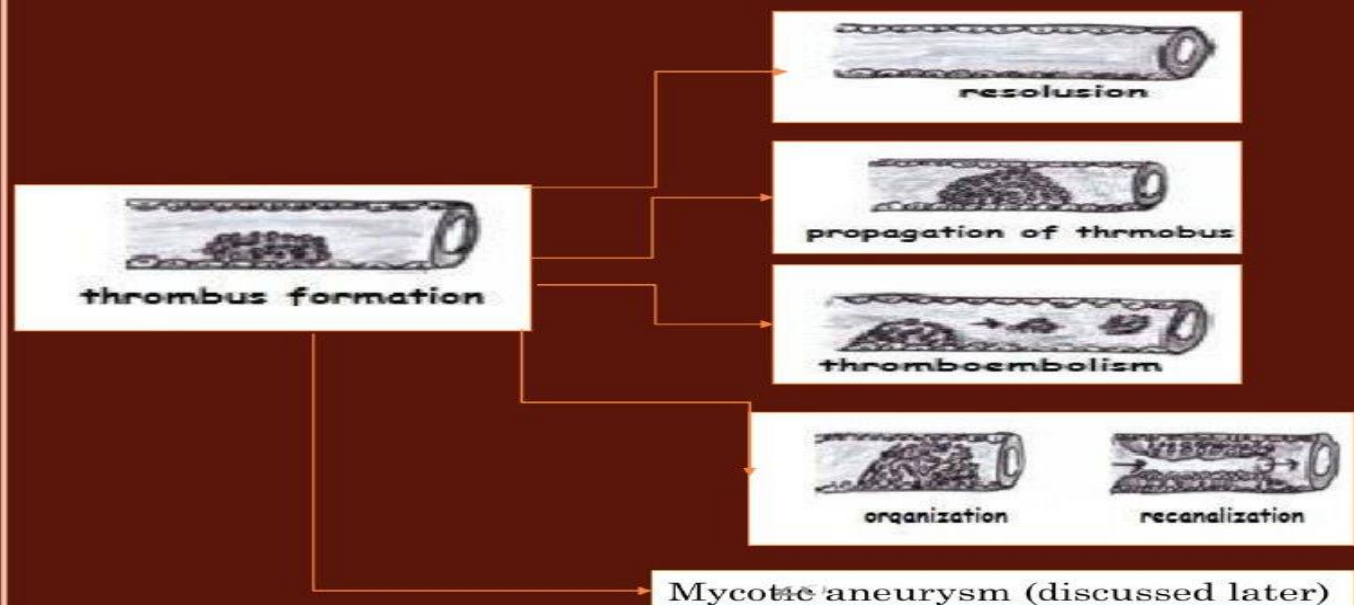 resolusion
propagation of thrmobus
thrombus formation
thromboembolism
organization
recanalization
Mycotic aneurysm (discussed later)